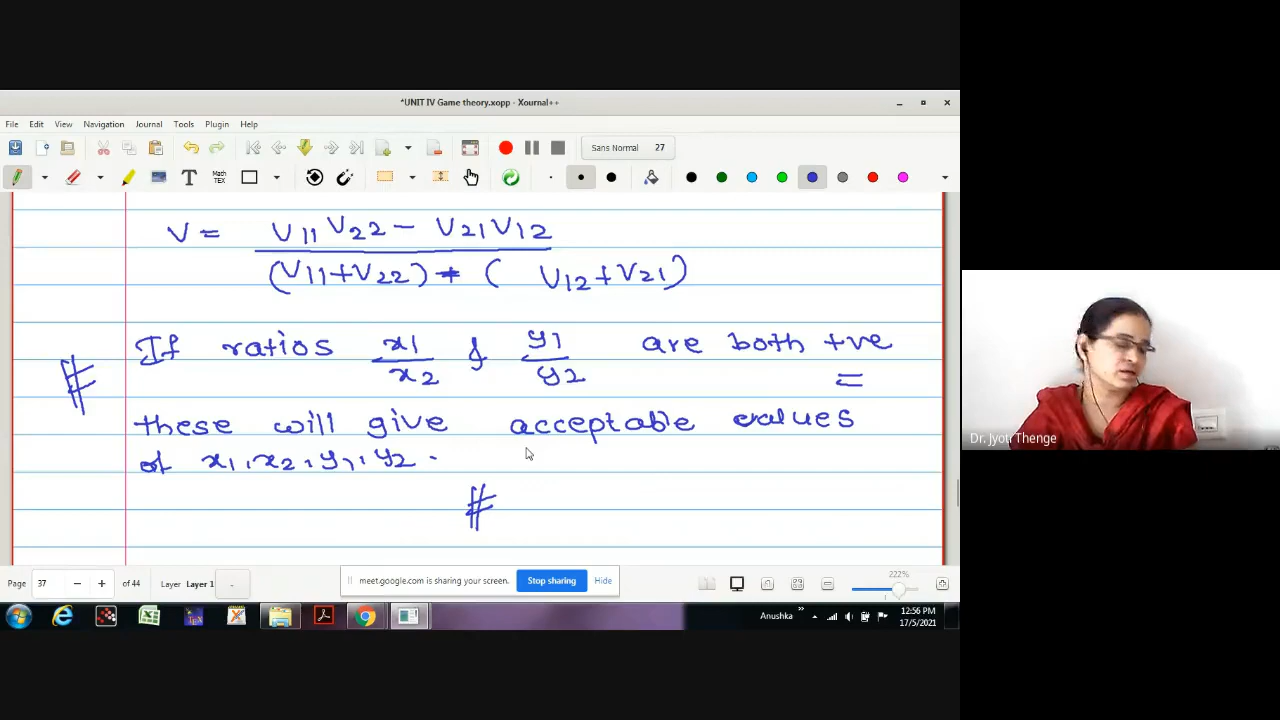 *UNIT IV Game theory.xopp - Xournal++
File Edit View Navigation Journal Tools Plugin Help
Sans Normal 27
T Math TEX
V = V11 V22 - V21 V12
(V11+V22) - ( V12+V21)
# If ratios x1/x2 & y1/y2 are both +ve
these will give acceptable values
of x1, x2, y1, y2.
#
Dr. Jyoti Thenge
Page 37 of 44 Layer Layer 1
meet.google.com is sharing your screen. Stop sharing Hide
222%
Anushka
12:56 PM
17/5/2021